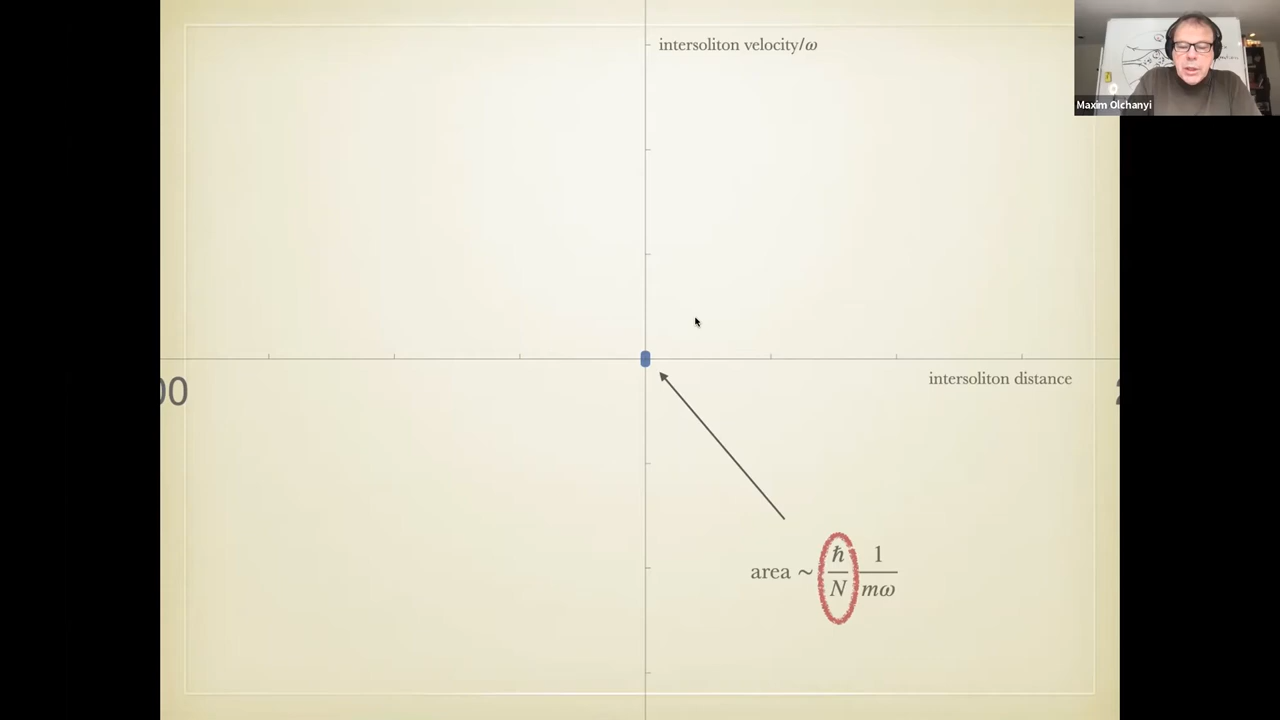 intersoliton velocity/ω
Maxim Olchanyi
00
intersoliton distance
area ~ ħ/N 1/mω